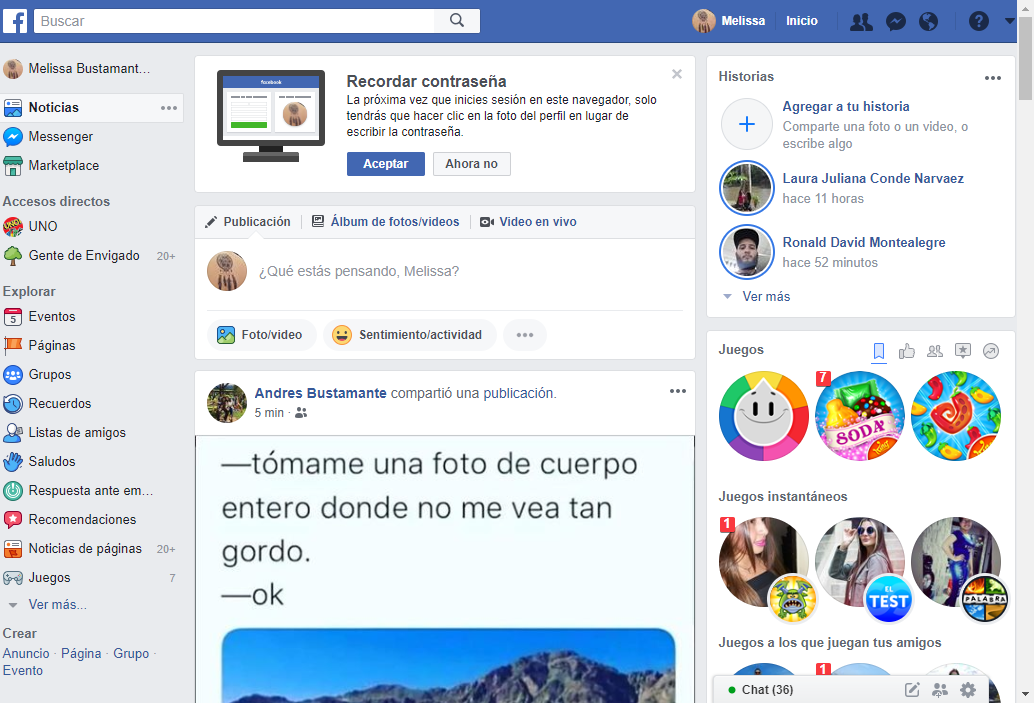 Buscar
Melissa
Inicio
Melissa Bustamant...
Noticias
Messenger
Marketplace
Accesos directos
UNO
Gente de Envigado 20+
Explorar
5
Eventos
Páginas
Grupos
Recuerdos
Listas de amigos
Saludos
Respuesta ante em...
Recomendaciones
Noticias de páginas 20+
Juegos 7
Ver más...
Crear
Anuncio · Página · Grupo ·
Evento
facebook
Recordar contraseña
La próxima vez que inicies sesión en este navegador, solo
tendrás que hacer clic en la foto del perfil en lugar de
escribir la contraseña.
Aceptar
Ahora no
Publicación
Álbum de fotos/videos
Video en vivo
¿Qué estás pensando, Melissa?
Foto/video
Sentimiento/actividad
Andres Bustamante compartió una publicación.
5 min ·
—tómame una foto de cuerpo
entero donde no me vea tan
gordo.
—ok
Historias
Agregar a tu historia
Comparte una foto o un video, o
escribe algo
Laura Juliana Conde Narvaez
hace 11 horas
Ronald David Montealegre
hace 52 minutos
Ver más
Juegos
7
SODA
King
King
Juegos instantáneos
1
EL
TEST
PALABRA
Juegos a los que juegan tus amigos
1
Chat (36)